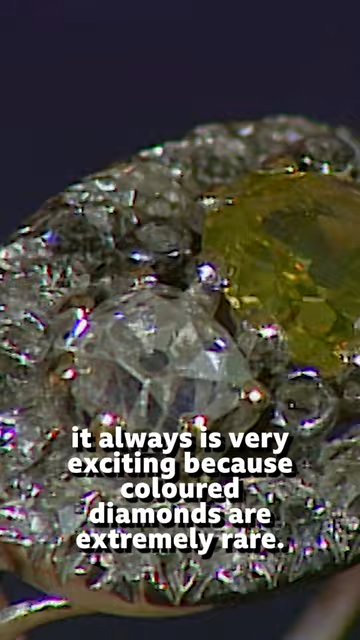 it always is very
exciting because
coloured
diamonds are
extremely rare.